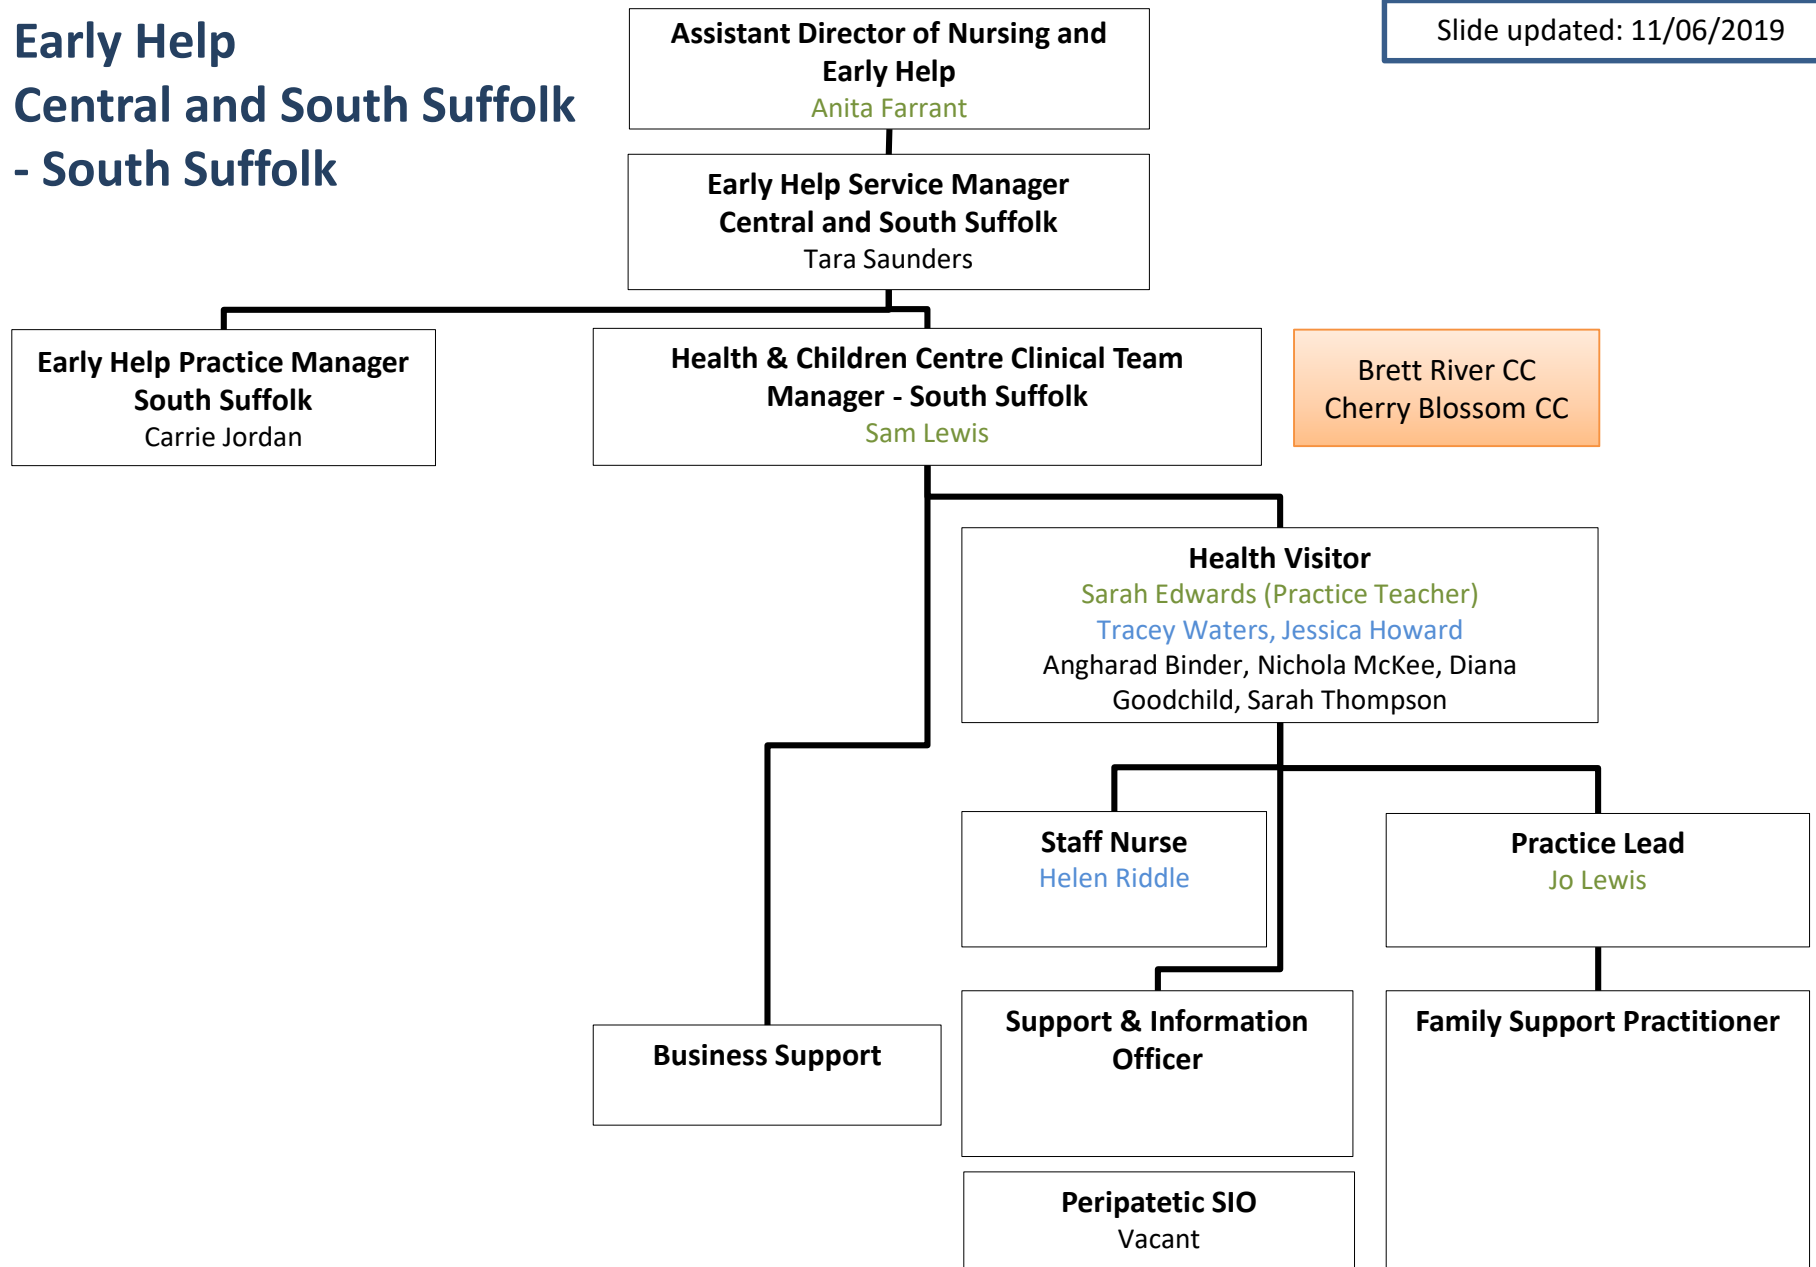 Early Help
Central and South Suffolk
- South Suffolk
Slide updated: 11/06/2019
Assistant Director of Nursing and
Early Help
Anita Farrant
Early Help Service Manager
Central and South Suffolk
Tara Saunders
Early Help Practice Manager
South Suffolk
Carrie Jordan
Health & Children Centre Clinical Team
Manager - South Suffolk
Sam Lewis
Brett River CC
Cherry Blossom CC
Health Visitor
Sarah Edwards (Practice Teacher)
Tracey Waters, Jessica Howard
Angharad Binder, Nichola McKee, Diana
Goodchild, Sarah Thompson
Staff Nurse
Helen Riddle
Practice Lead
Jo Lewis
Business Support
Support & Information
Officer
Family Support Practitioner
Peripatetic SIO
Vacant